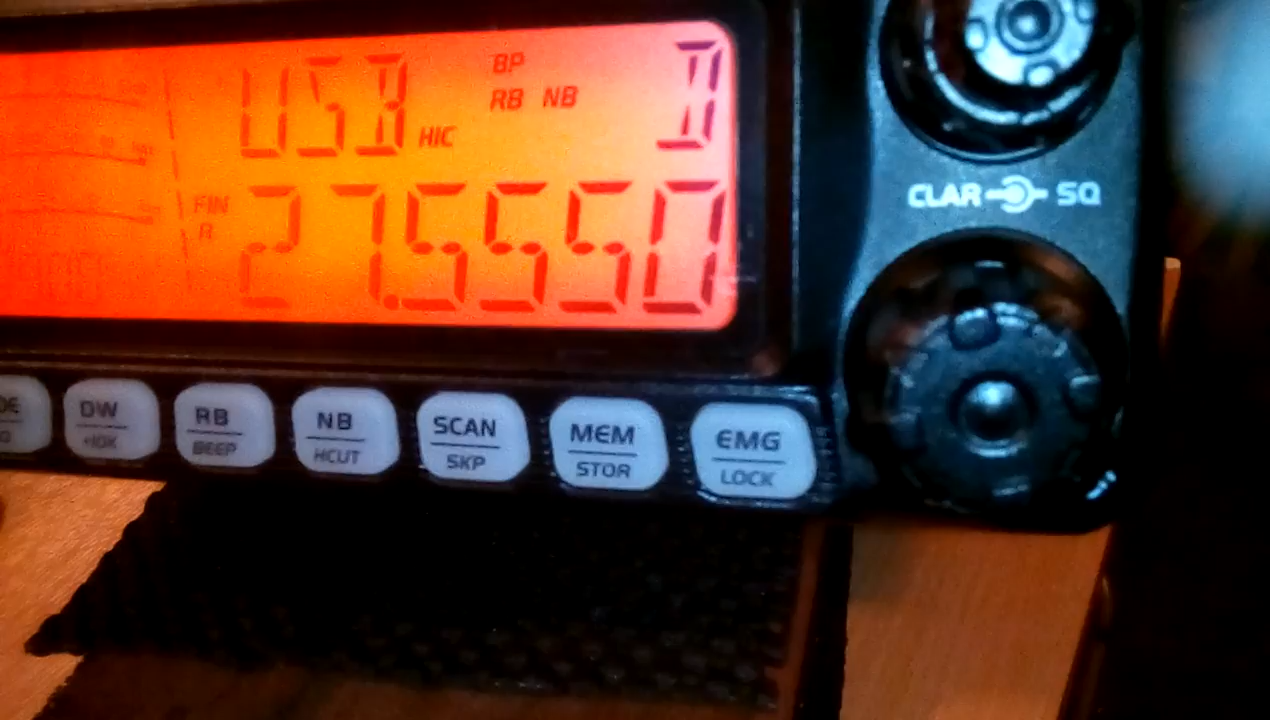 USB HIC BP D
RB NB
FIN
R
27.5550
CLAR SQ
DW
+10K
RB
BEEP
NB
HCUT
SCAN
SKP
MEM
STOR
EMG
LOCK